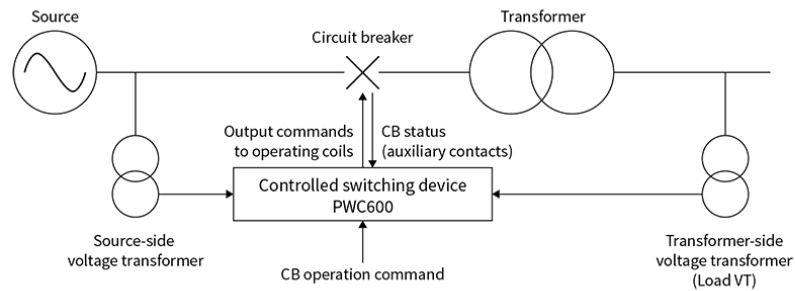 Source
Transformer
Circuit breaker
Output commands
to operating coils
CB status
(auxiliary contacts)
Controlled switching device
PWC600
Source-side
voltage transformer
Transformer-side
voltage transformer
(Load VT)
CB operation command